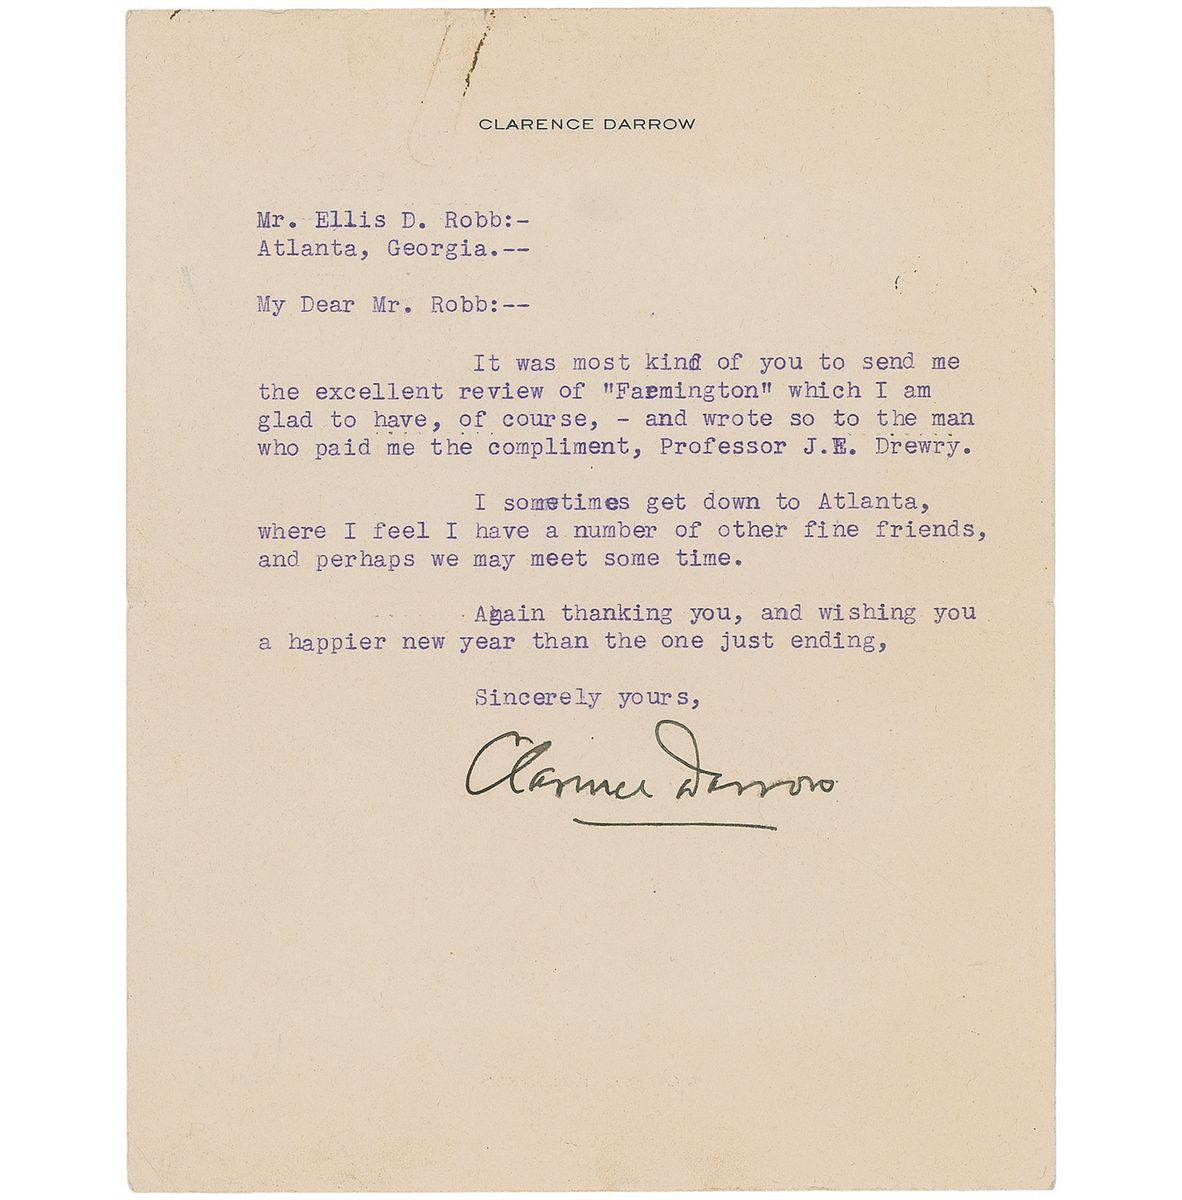 CLARENCE DARROW
Mr. Ellis D. Robb:-
Atlanta, Georgia.--
My Dear Mr. Robb:--
It was most kind of you to send me
the excellent review of "Farmington" which I am
glad to have, of course, - and wrote so to the man
who paid me the compliment, Professor J.E. Drewry.
I sometimes get down to Atlanta,
where I feel I have a number of other fine friends,
and perhaps we may meet some time.
Again thanking you, and wishing you
a happier new year than the one just ending,
Sincerely yours,
Clarence Darrow